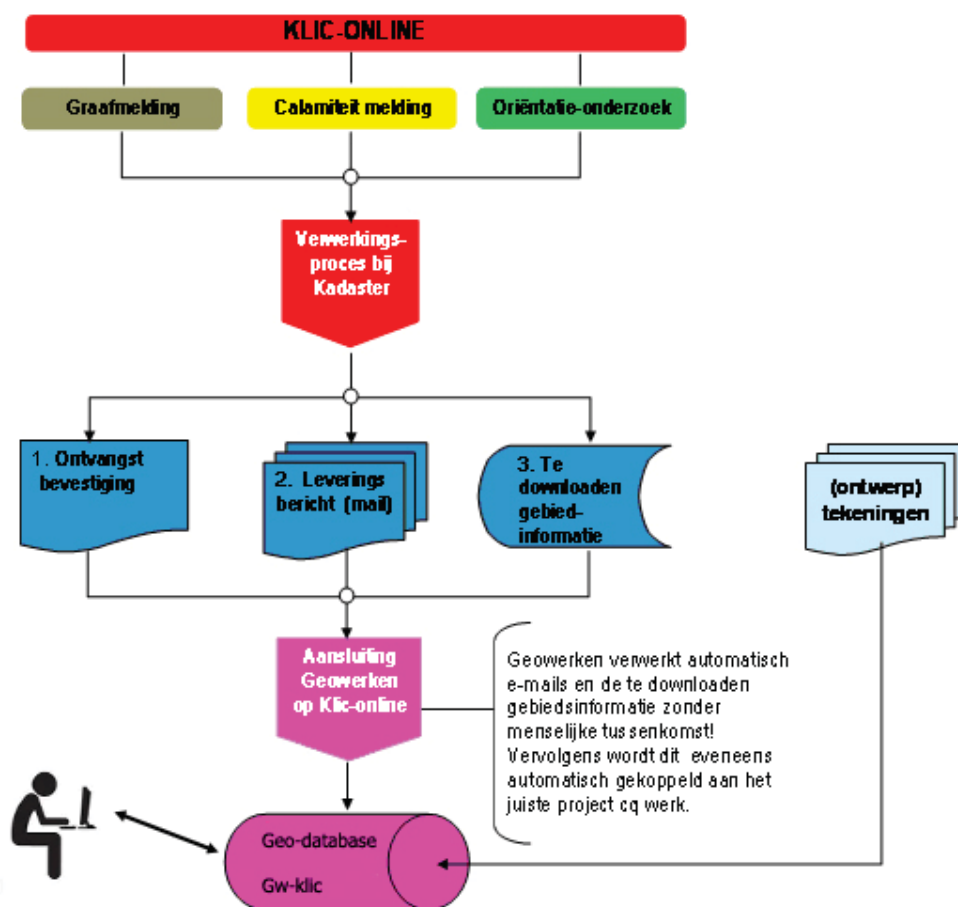 KLIC-ONLINE
Graafmelding
Calamiteit melding
Oriëntatie-onderzoek
Verwerkings-
proces bij
Kadaster
1. Ontvangst
bevestiging
2. Leverings
bericht (mail)
3. Te
downloaden
gebied-
informatie
(ontwerp)
tekeningen
Aansluiting
Geowerken
op Klic-online
Geowerken verwerkt automatisch
e-mails en de te downloaden
gebiedsinformatie zonder
menselijke tussenkomst!
Vervolgens wordt dit eveneens
automatisch gekoppeld aan het
juiste project cq werk.
Geo-database
Gw-klic